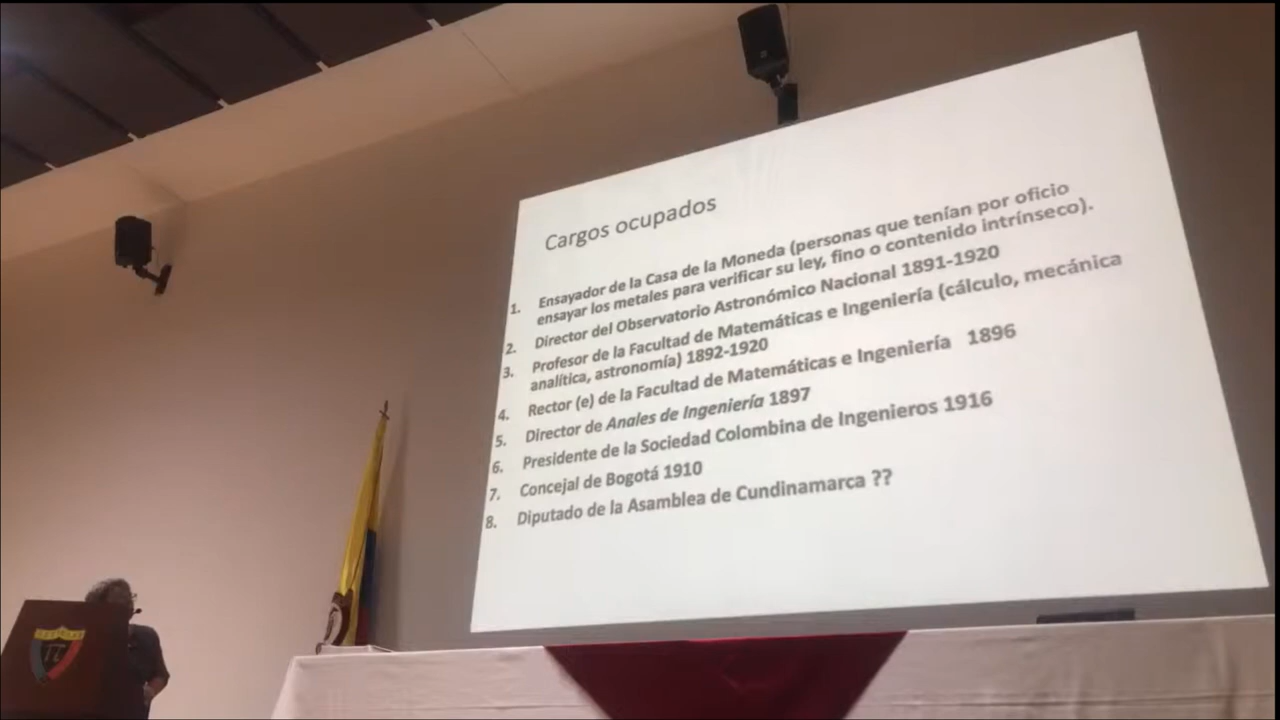 Cargos ocupados
1. Ensayador de la Casa de la Moneda (personas que tenían por oficio
ensayar los metales para verificar su ley, fino o contenido intrínseco).
2. Director del Observatorio Astronómico Nacional 1891-1920
3. Profesor de la Facultad de Matemáticas e Ingeniería (cálculo, mecánica
analítica, astronomía) 1892-1920
4. Rector (e) de la Facultad de Matemáticas e Ingeniería 1896
5. Director de Anales de Ingeniería 1897
6. Presidente de la Sociedad Colombina de Ingenieros 1916
7. Concejal de Bogotá 1910
8. Diputado de la Asamblea de Cundinamarca ??
π